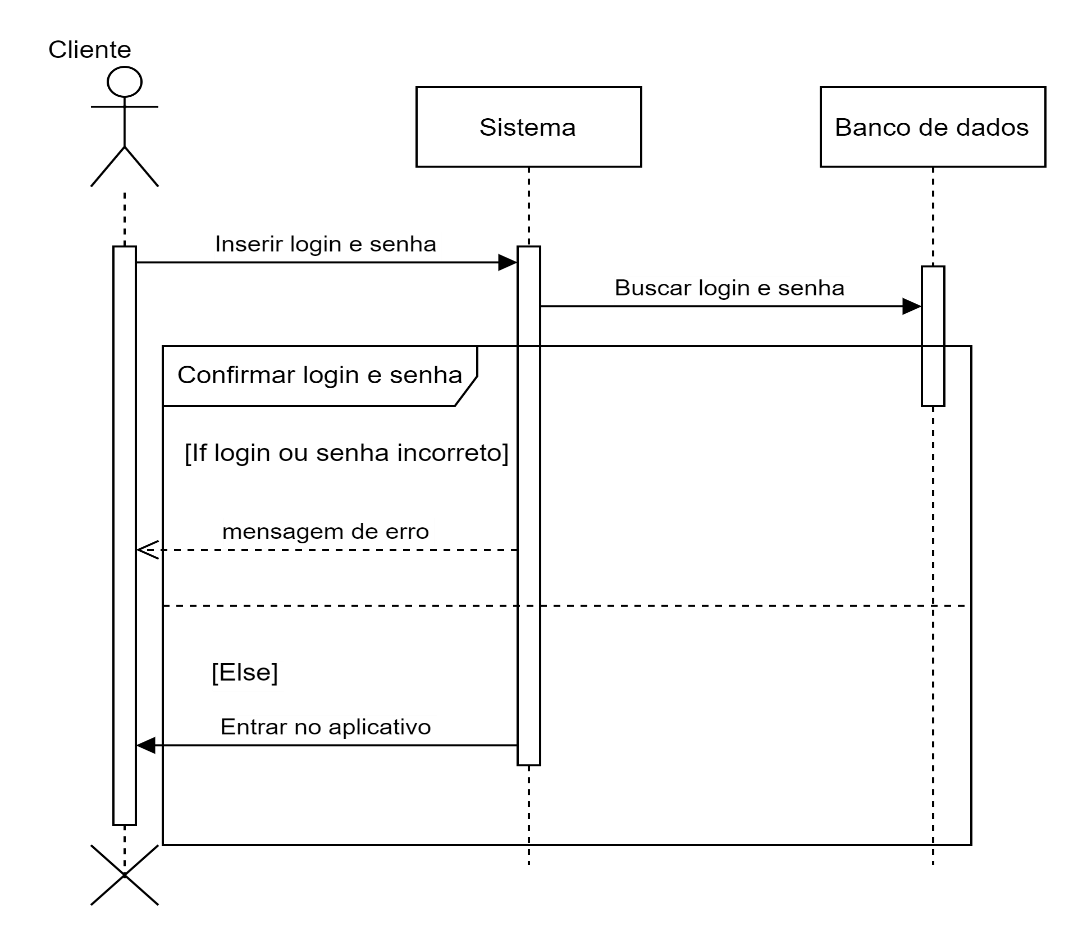 Cliente
Sistema
Banco de dados
Inserir login e senha
Buscar login e senha
Confirmar login e senha
[If login ou senha incorreto]
mensagem de erro
[Else]
Entrar no aplicativo